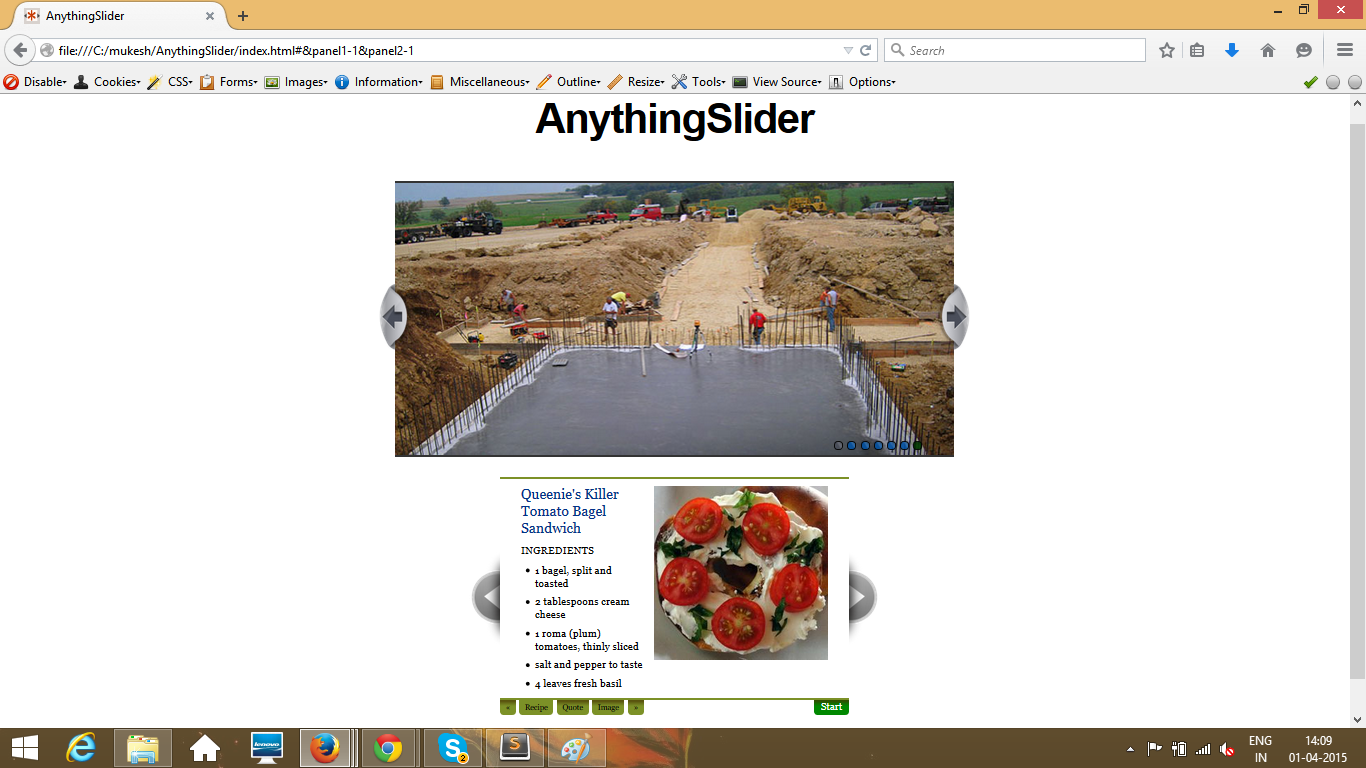 AnythingSlider
file:///C:/mukesh/AnythingSlider/index.html#&panel1-1&panel2-1
Search
Disable Cookies CSS Forms Images Information Miscellaneous Outline Resize Tools View Source Options
AnythingSlider
Queenie's Killer
Tomato Bagel
Sandwich
INGREDIENTS
• 1 bagel, split and
toasted
• 2 tablespoons cream
cheese
• 1 roma (plum)
tomatoes, thinly sliced
• salt and pepper to taste
• 4 leaves fresh basil
« Recipe Quote Image » Start
lenovo
S 2
S
ENG
IN
14:09
01-04-2015